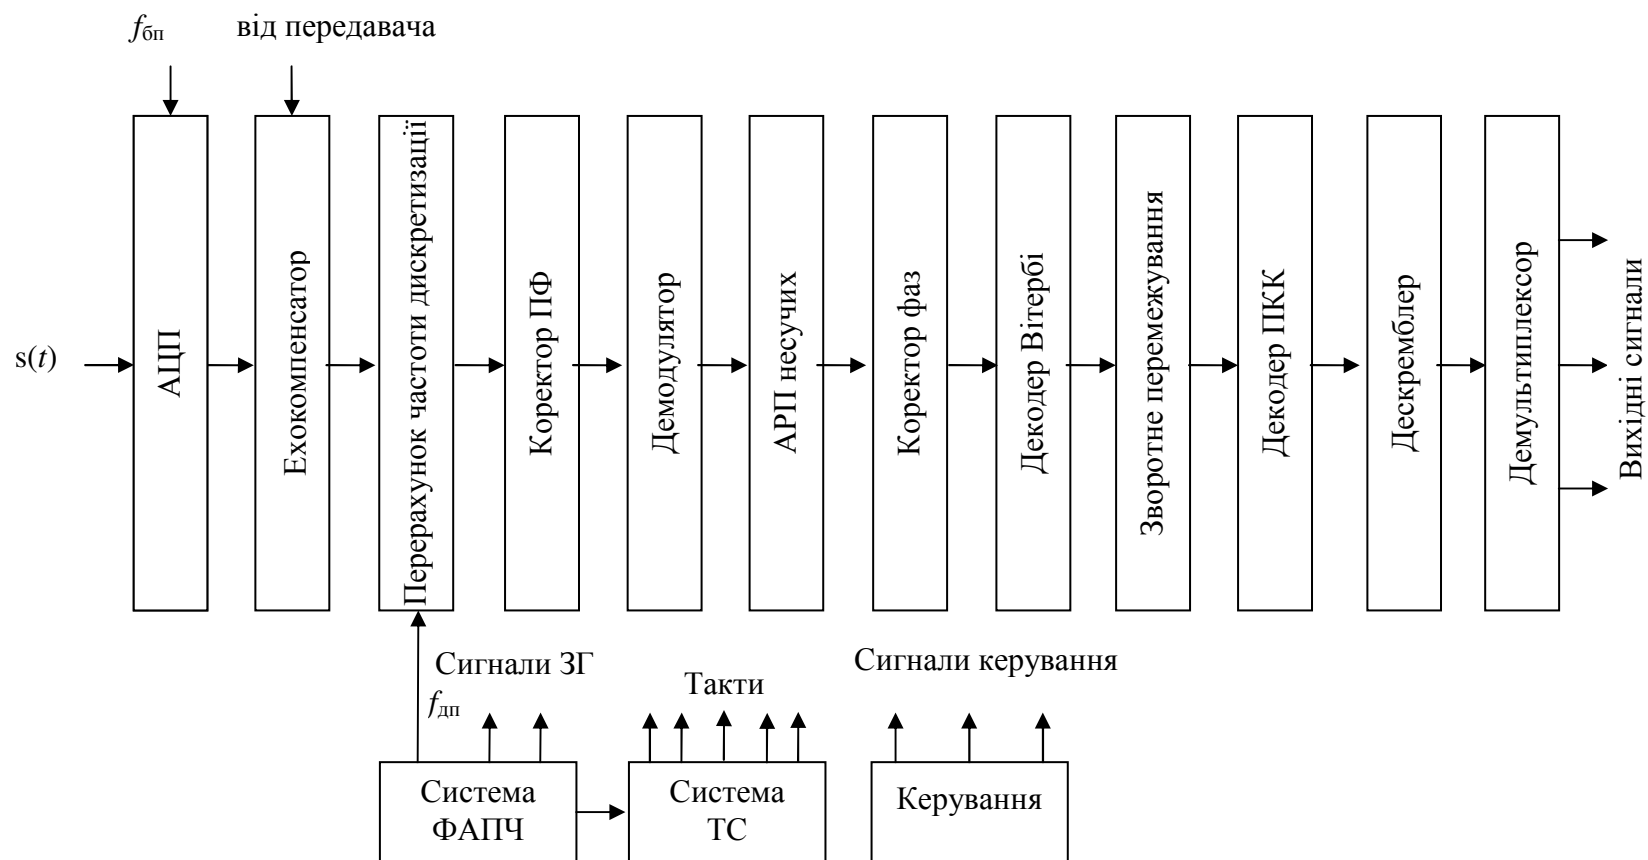 fбп
від передавача
s(t)
АЦП
Ехокомпенсатор
Перерахунок частоти дискретизації
Коректор ПФ
Демодулятор
АРП несучих
Коректор фаз
Декодер Вітербі
Зворотне перемежування
Декодер ПКК
Дескремблер
Демультиплексор
Вихідні сигнали
Сигнали ЗГ
fдп
Такти
Сигнали керування
Система
ФАПЧ
Система
ТС
Керування